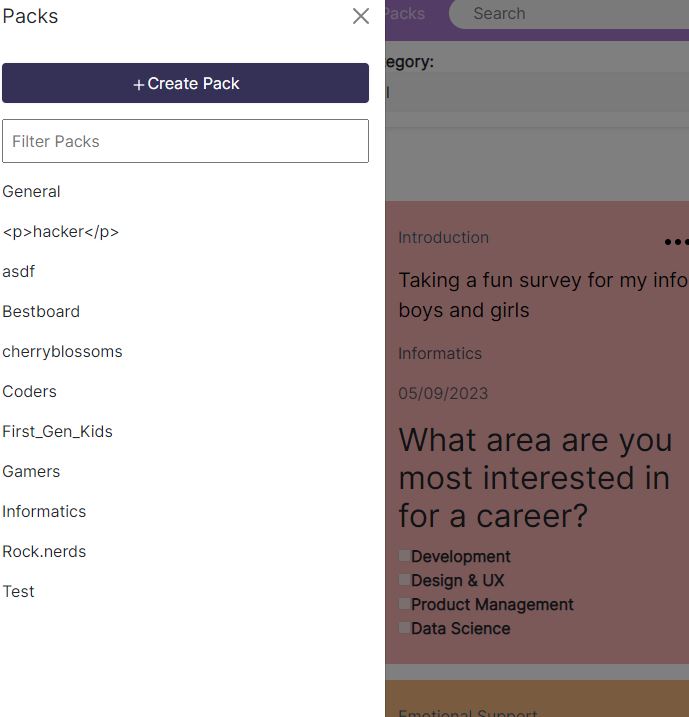 Packs
+Create Pack
Filter Packs
General
<p>hacker</p>
asdf
Bestboard
cherryblossoms
Coders
First_Gen_Kids
Gamers
Informatics
Rock.nerds
Test
Packs
Search
egory:
Introduction
Taking a fun survey for my info
boys and girls
Informatics
05/09/2023
What area are you
most interested in
for a career?
Development
Design & UX
Product Management
Data Science
Emotional Support